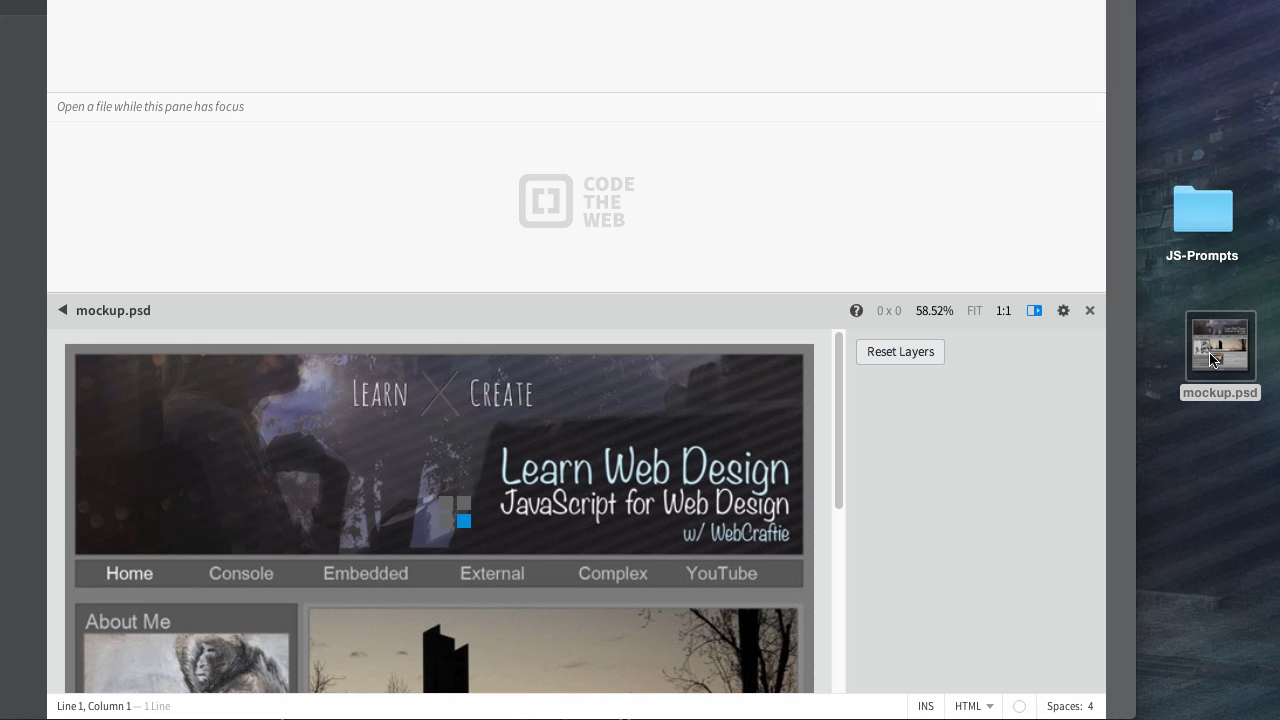 Open a file while this pane has focus
CODE
THE
WEB
mockup.psd
0 x 0
58.52%
FIT
1:1
Reset Layers
LEARN CREATE
Learn Web Design
JavaScript for Web Design
w/ WebCraftie
Home Console Embedded External Complex YouTube
About Me
JS-Prompts
mockup.psd
Line 1, Column 1 — 1 Line
INS
HTML
Spaces: 4